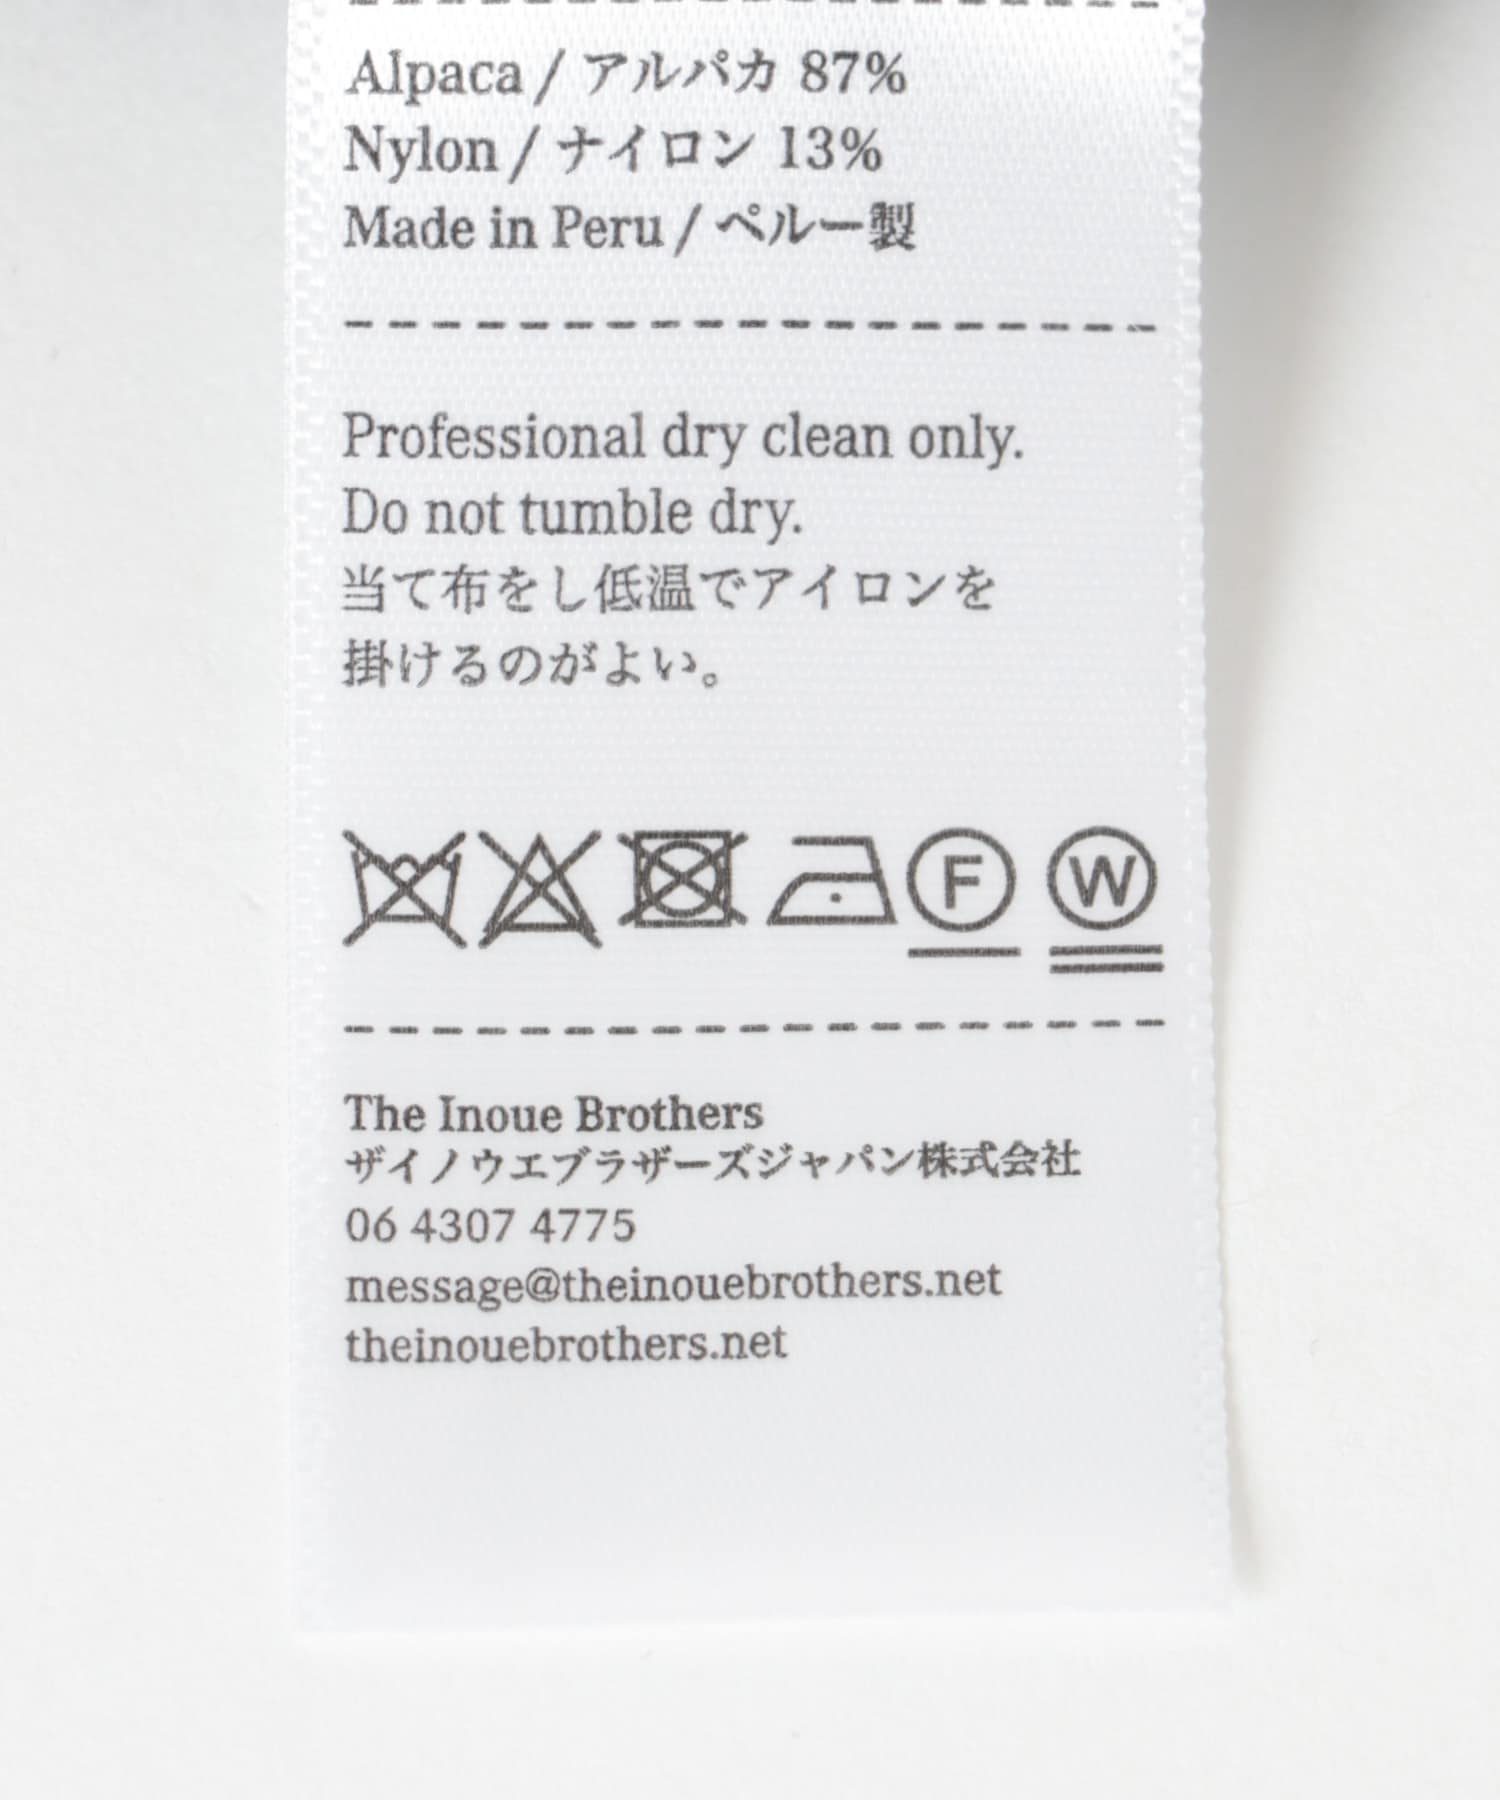 Alpaca / アルパカ 87%
Nylon / ナイロン 13%
Made in Peru / ペルー製
Professional dry clean only.
Do not tumble dry.
当て布をし低温でアイロンを
掛けるのがよい。
F W
The Inoue Brothers
ザイノウエブラザーズジャパン株式会社
06 4307 4775
message@theinouebrothers.net
theinouebrothers.net